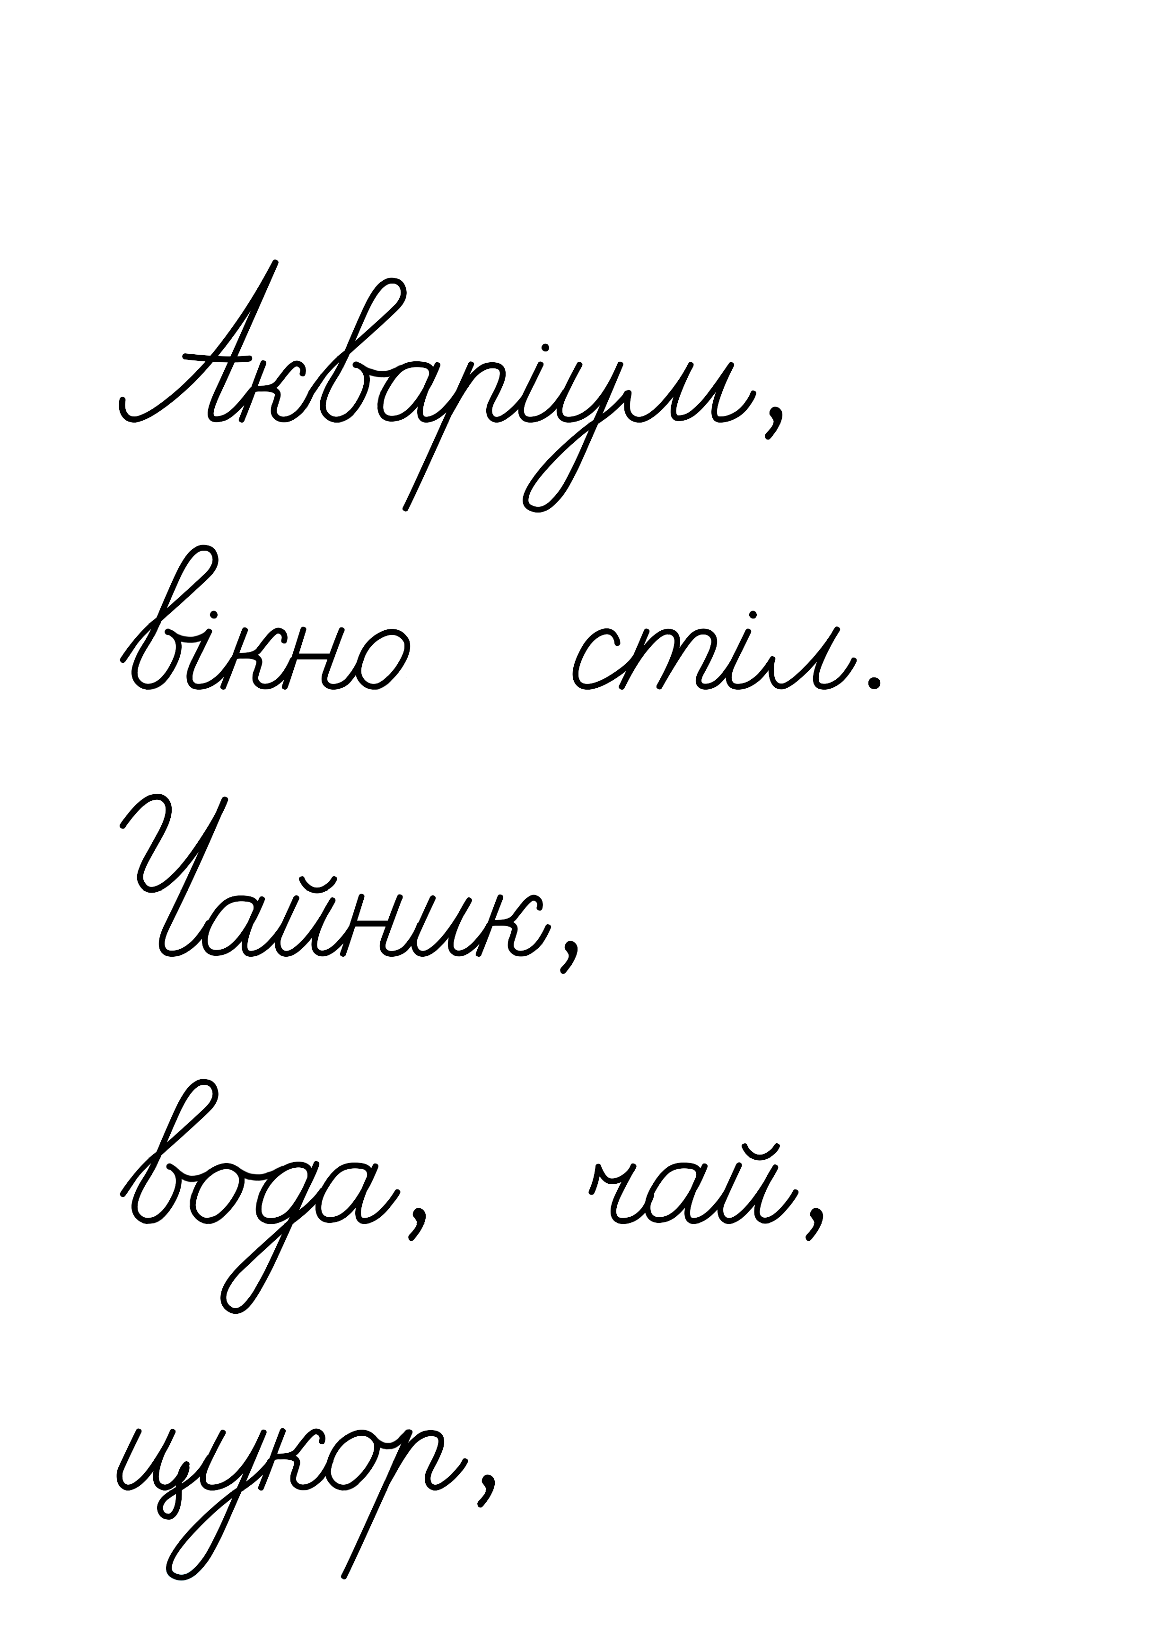 Акваріум,
вікно стіл.
Чайник,
вода, чай,
цукор,